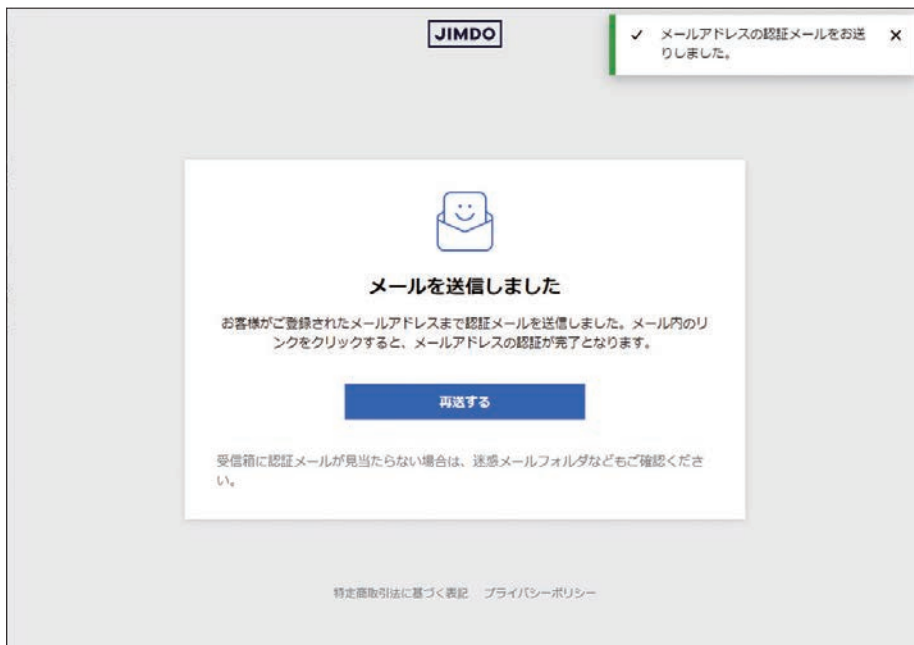 JIMDO
メールアドレスの認証メールをお送
りしました。
メールを送信しました
お客様がご登録されたメールアドレスまで認証メールを送信しました。メール内のリ
ンクをクリックすると、メールアドレスの認証が完了となります。
再送する
受信箱に認証メールが見当たらない場合は、迷惑メールフォルダなどもご確認くださ
い。
特定商取引法に基づく表記 プライバシーポリシー